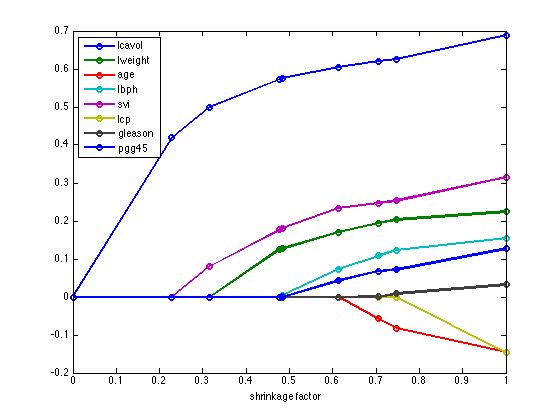 0.7
0.6
0.5
0.4
0.3
0.2
0.1
0
-0.1
-0.2
lcavol
lweight
age
lbph
svi
lcp
gleason
pgg45
0 0.1 0.2 0.3 0.4 0.5 0.6 0.7 0.8 0.9 1
shrinkage factor